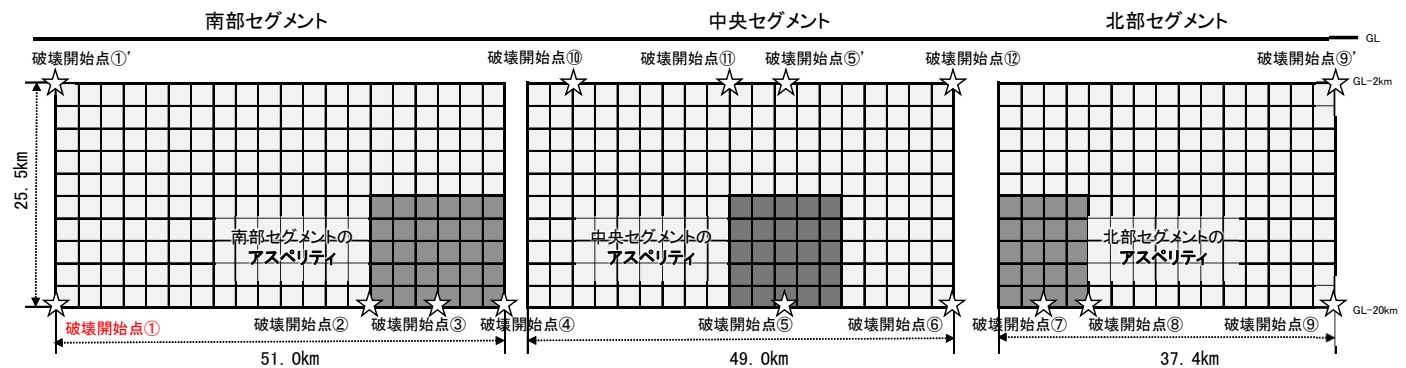 南部セグメント
中央セグメント
北部セグメント
GL
破壊開始点①’
破壊開始点⑩
破壊開始点⑪
破壊開始点⑤’
破壊開始点⑫
破壊開始点⑨’
GL-2km
25. 5km
南部セグメントの
アスペリティ
中央セグメントの
アスペリティ
北部セグメントの
アスペリティ
GL-20km
破壊開始点①
破壊開始点②
破壊開始点③
破壊開始点④
破壊開始点⑤
破壊開始点⑥
破壊開始点⑦
破壊開始点⑧
破壊開始点⑨
51. 0km
49. 0km
37. 4km